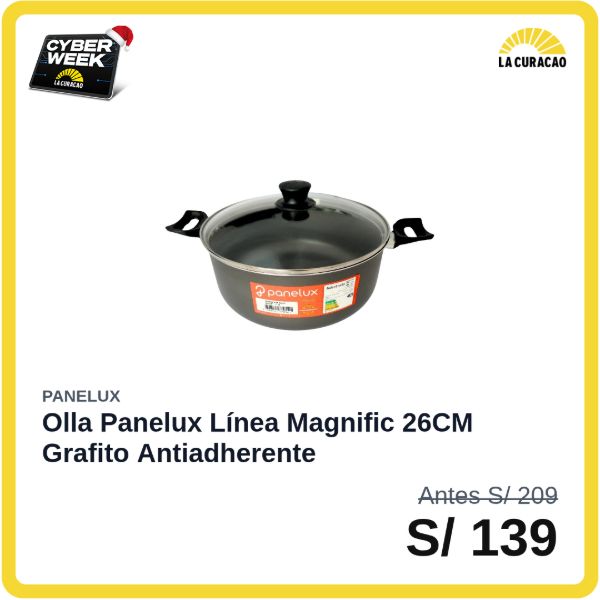 CYBER
WEEK
LA CURACAO
LA CURACAO
panelux
PANELUX
Olla Panelux Línea Magnific 26CM
Grafito Antiadherente
Antes S/ 209
S/ 139